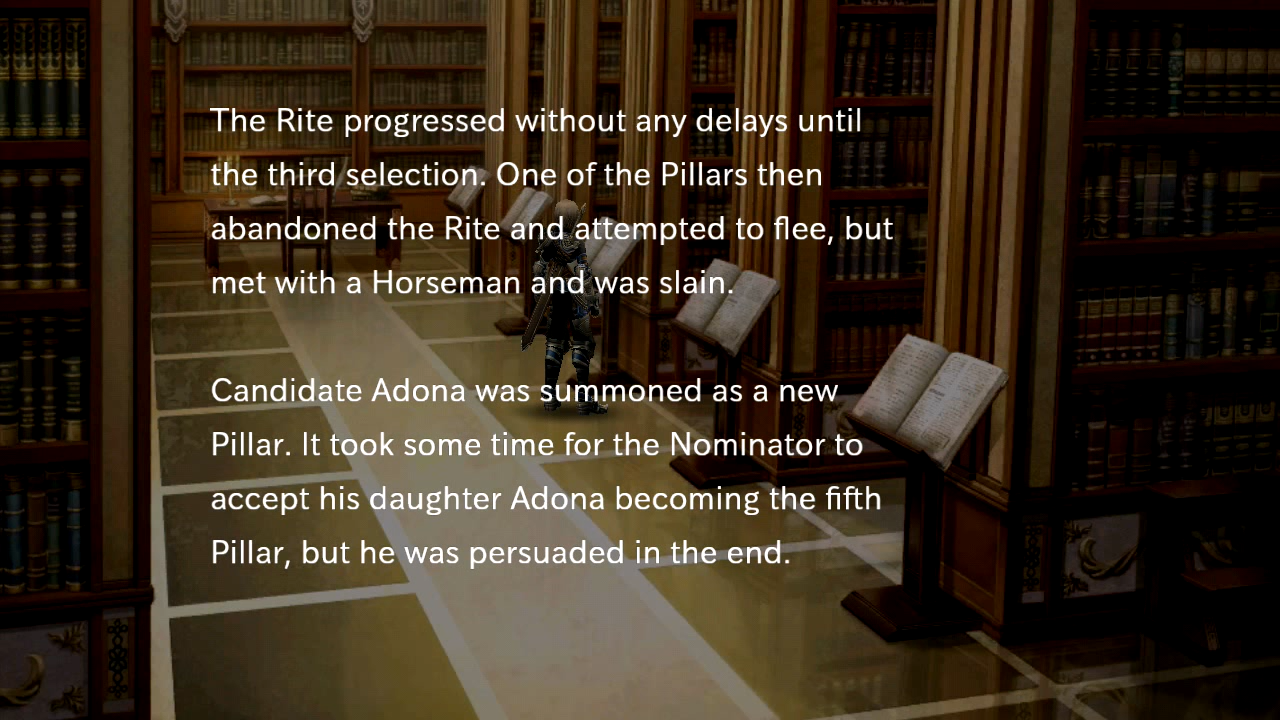 The Rite progressed without any delays until
the third selection. One of the Pillars then
abandoned the Rite and attempted to flee, but
met with a Horseman and was slain.
Candidate Adona was summoned as a new
Pillar. It took some time for the Nominator to
accept his daughter Adona becoming the fifth
Pillar, but he was persuaded in the end.